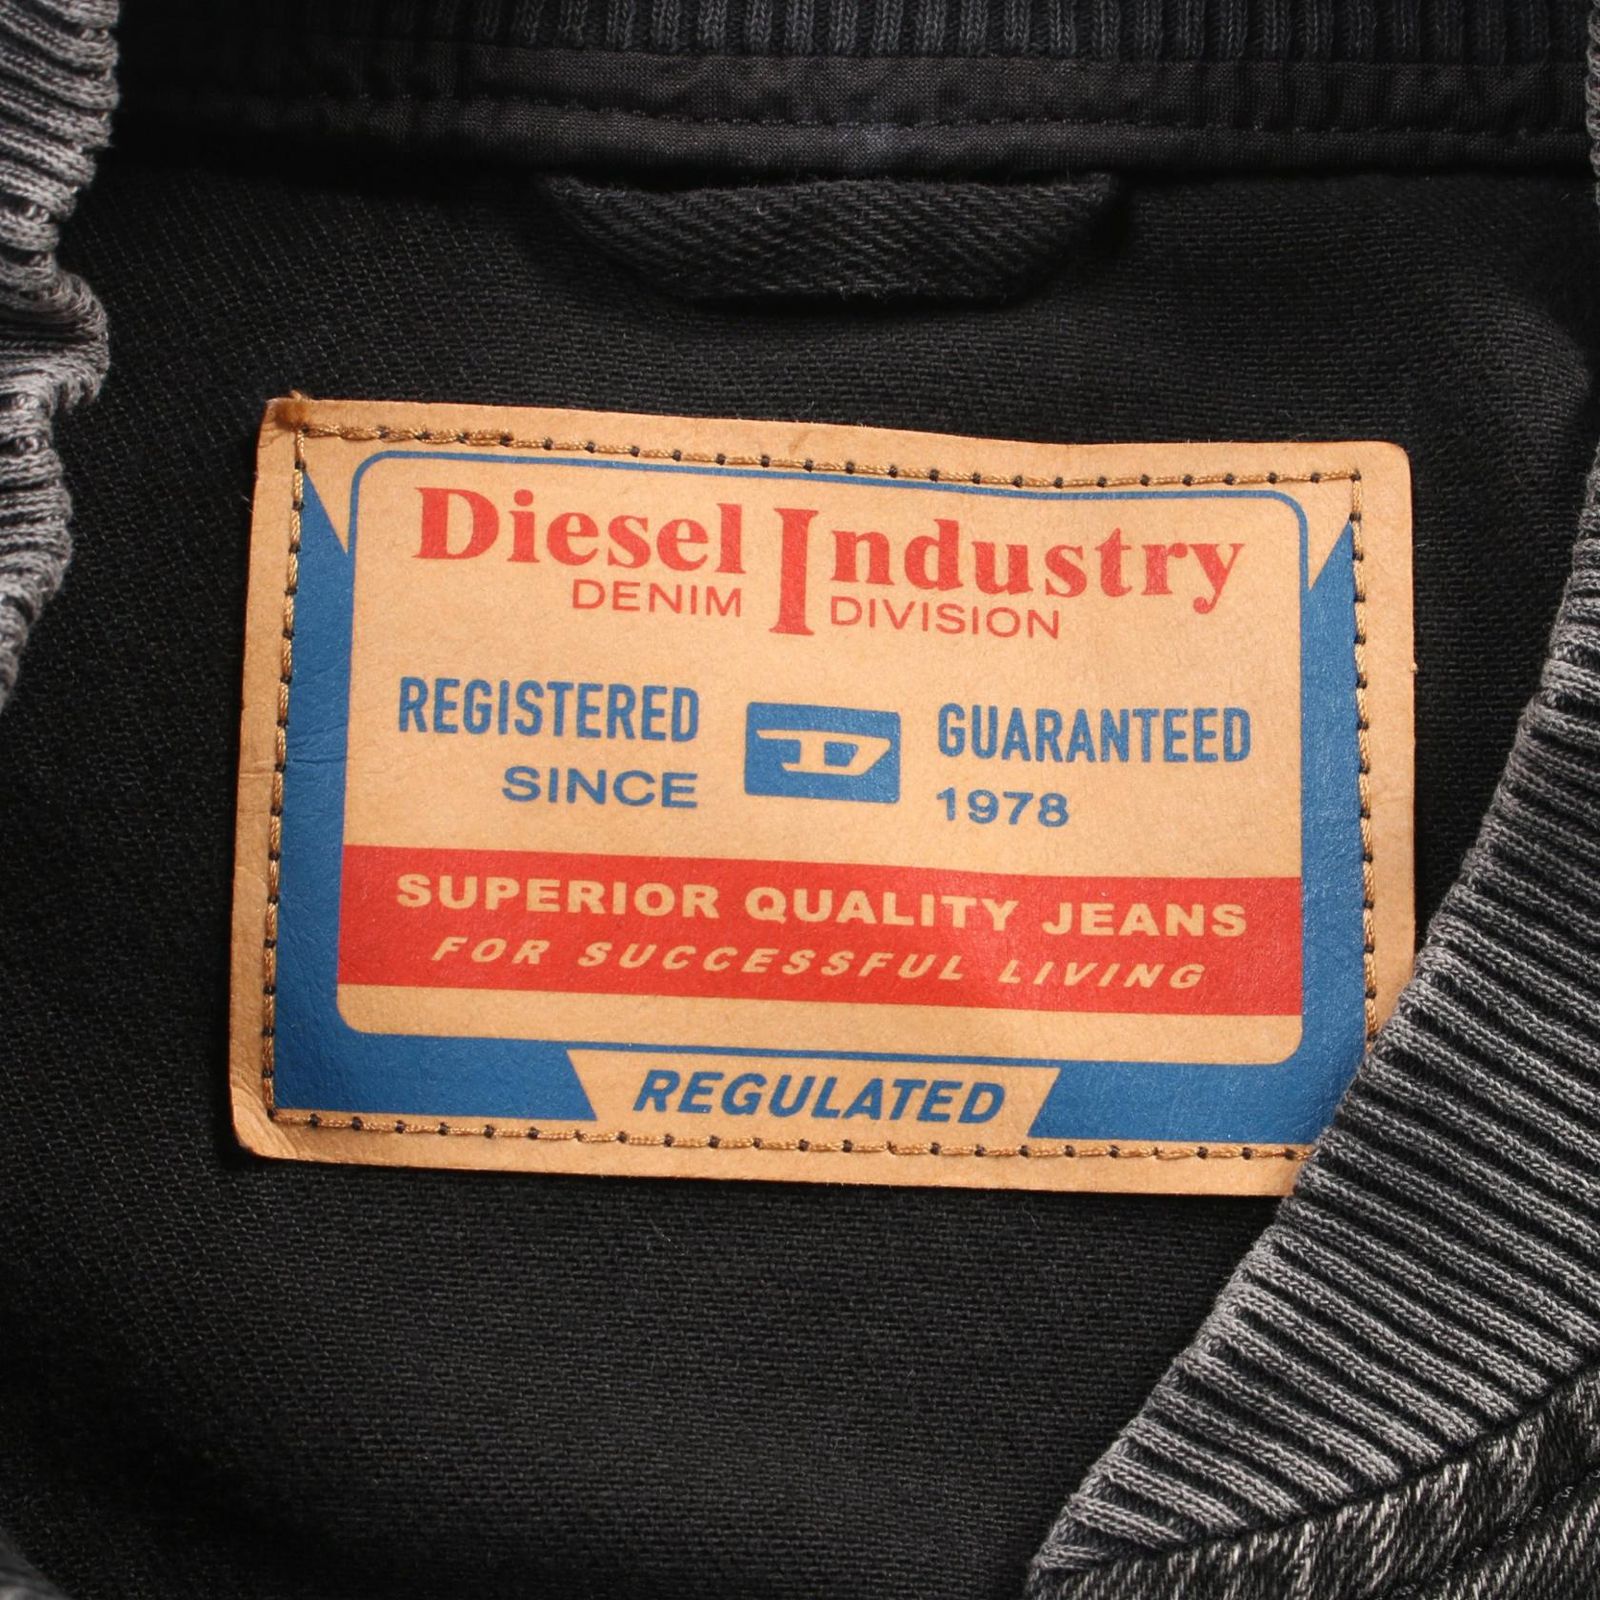 Diesel Industry
DENIM DIVISION
REGISTERED D GUARANTEED
SINCE 1978
SUPERIOR QUALITY JEANS
FOR SUCCESSFUL LIVING
REGULATED